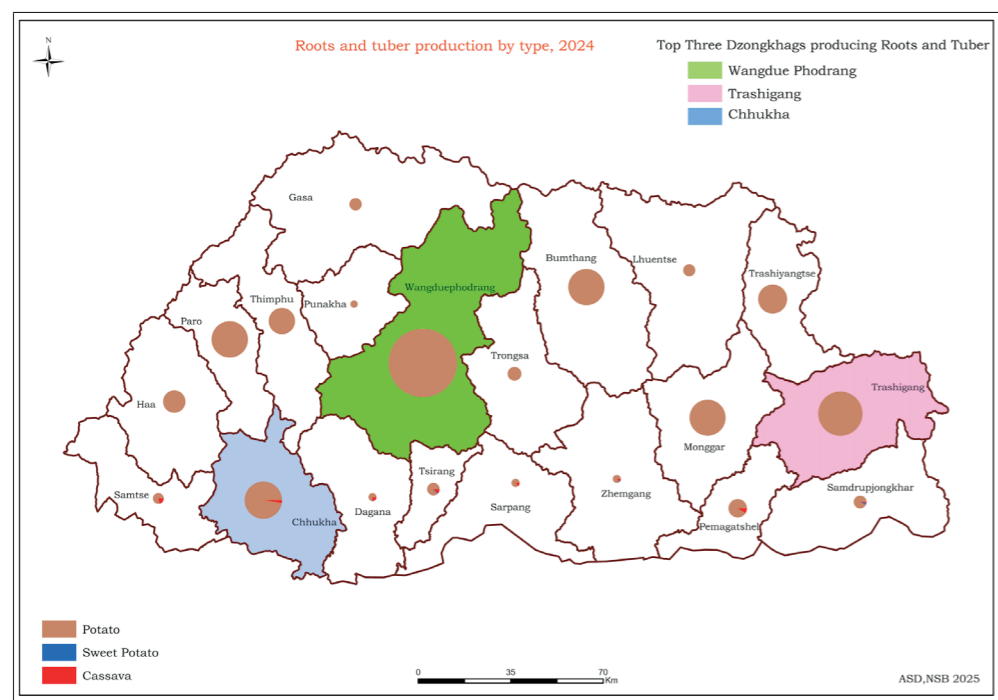 N
Roots and tuber production by type, 2024
Top Three Dzongkhags producing Roots and Tuber
Wangdue Phodrang
Trashigang
Chhukha
Gasa
Bumthang
Lhuentse
Trashiyangtse
Wangduephodrang
Thimphu
Punakha
Paro
Trongsa
Trashigang
Haa
Monggar
Tsirang
Samdrupjongkhar
Zhemgang
Samtse
Sarpang
Dagana
Chhukha
Pemagatshel
Potato
Sweet Potato
Cassava
0 35 70
Km
ASD,NSB 2025